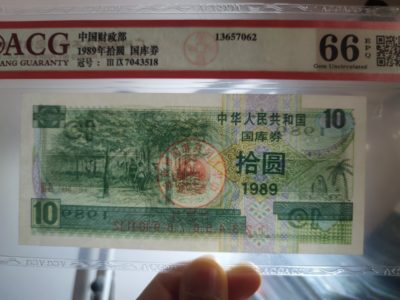 ACG
ANG GUARANTY
中国财政部
1989年拾圆 国库券
冠号： III IX 7043518
13657062
66 EPQ
Gem Uncirculated
10
中华人民共和国
国库券
拾圆
1989
10